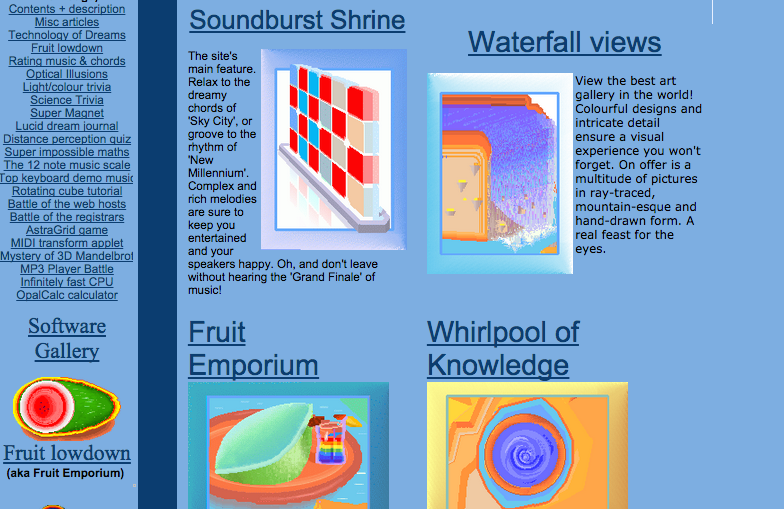 Contents + description
Misc articles
Technology of Dreams
Fruit lowdown
Rating music & chords
Optical Illusions
Light/colour trivia
Science Trivia
Super Magnet
Lucid dream journal
Distance perception quiz
Super impossible maths
The 12 note music scale
Top keyboard demo music
Rotating cube tutorial
Battle of the web hosts
Battle of the registrars
AstraGrid game
MIDI transform applet
Mystery of 3D Mandelbrot
MP3 Player Battle
Infinitely fast CPU
OpalCalc calculator
Software
Gallery
Fruit lowdown
(aka Fruit Emporium)
Soundburst Shrine
The site's
main feature.
Relax to the
dreamy
chords of
'Sky City', or
groove to the
rhythm of
'New
Millennium'.
Complex and
rich melodies
are sure to
keep you
entertained
and your
speakers happy. Oh, and don't leave
without hearing the 'Grand Finale' of
music!
Waterfall views
View the best art
gallery in the world!
Colourful designs and
intricate detail
ensure a visual
experience you won't
forget. On offer is a
multitude of pictures
in ray-traced,
mountain-esque and
hand-drawn form. A
real feast for the
eyes.
Fruit
Emporium
Whirlpool of
Knowledge